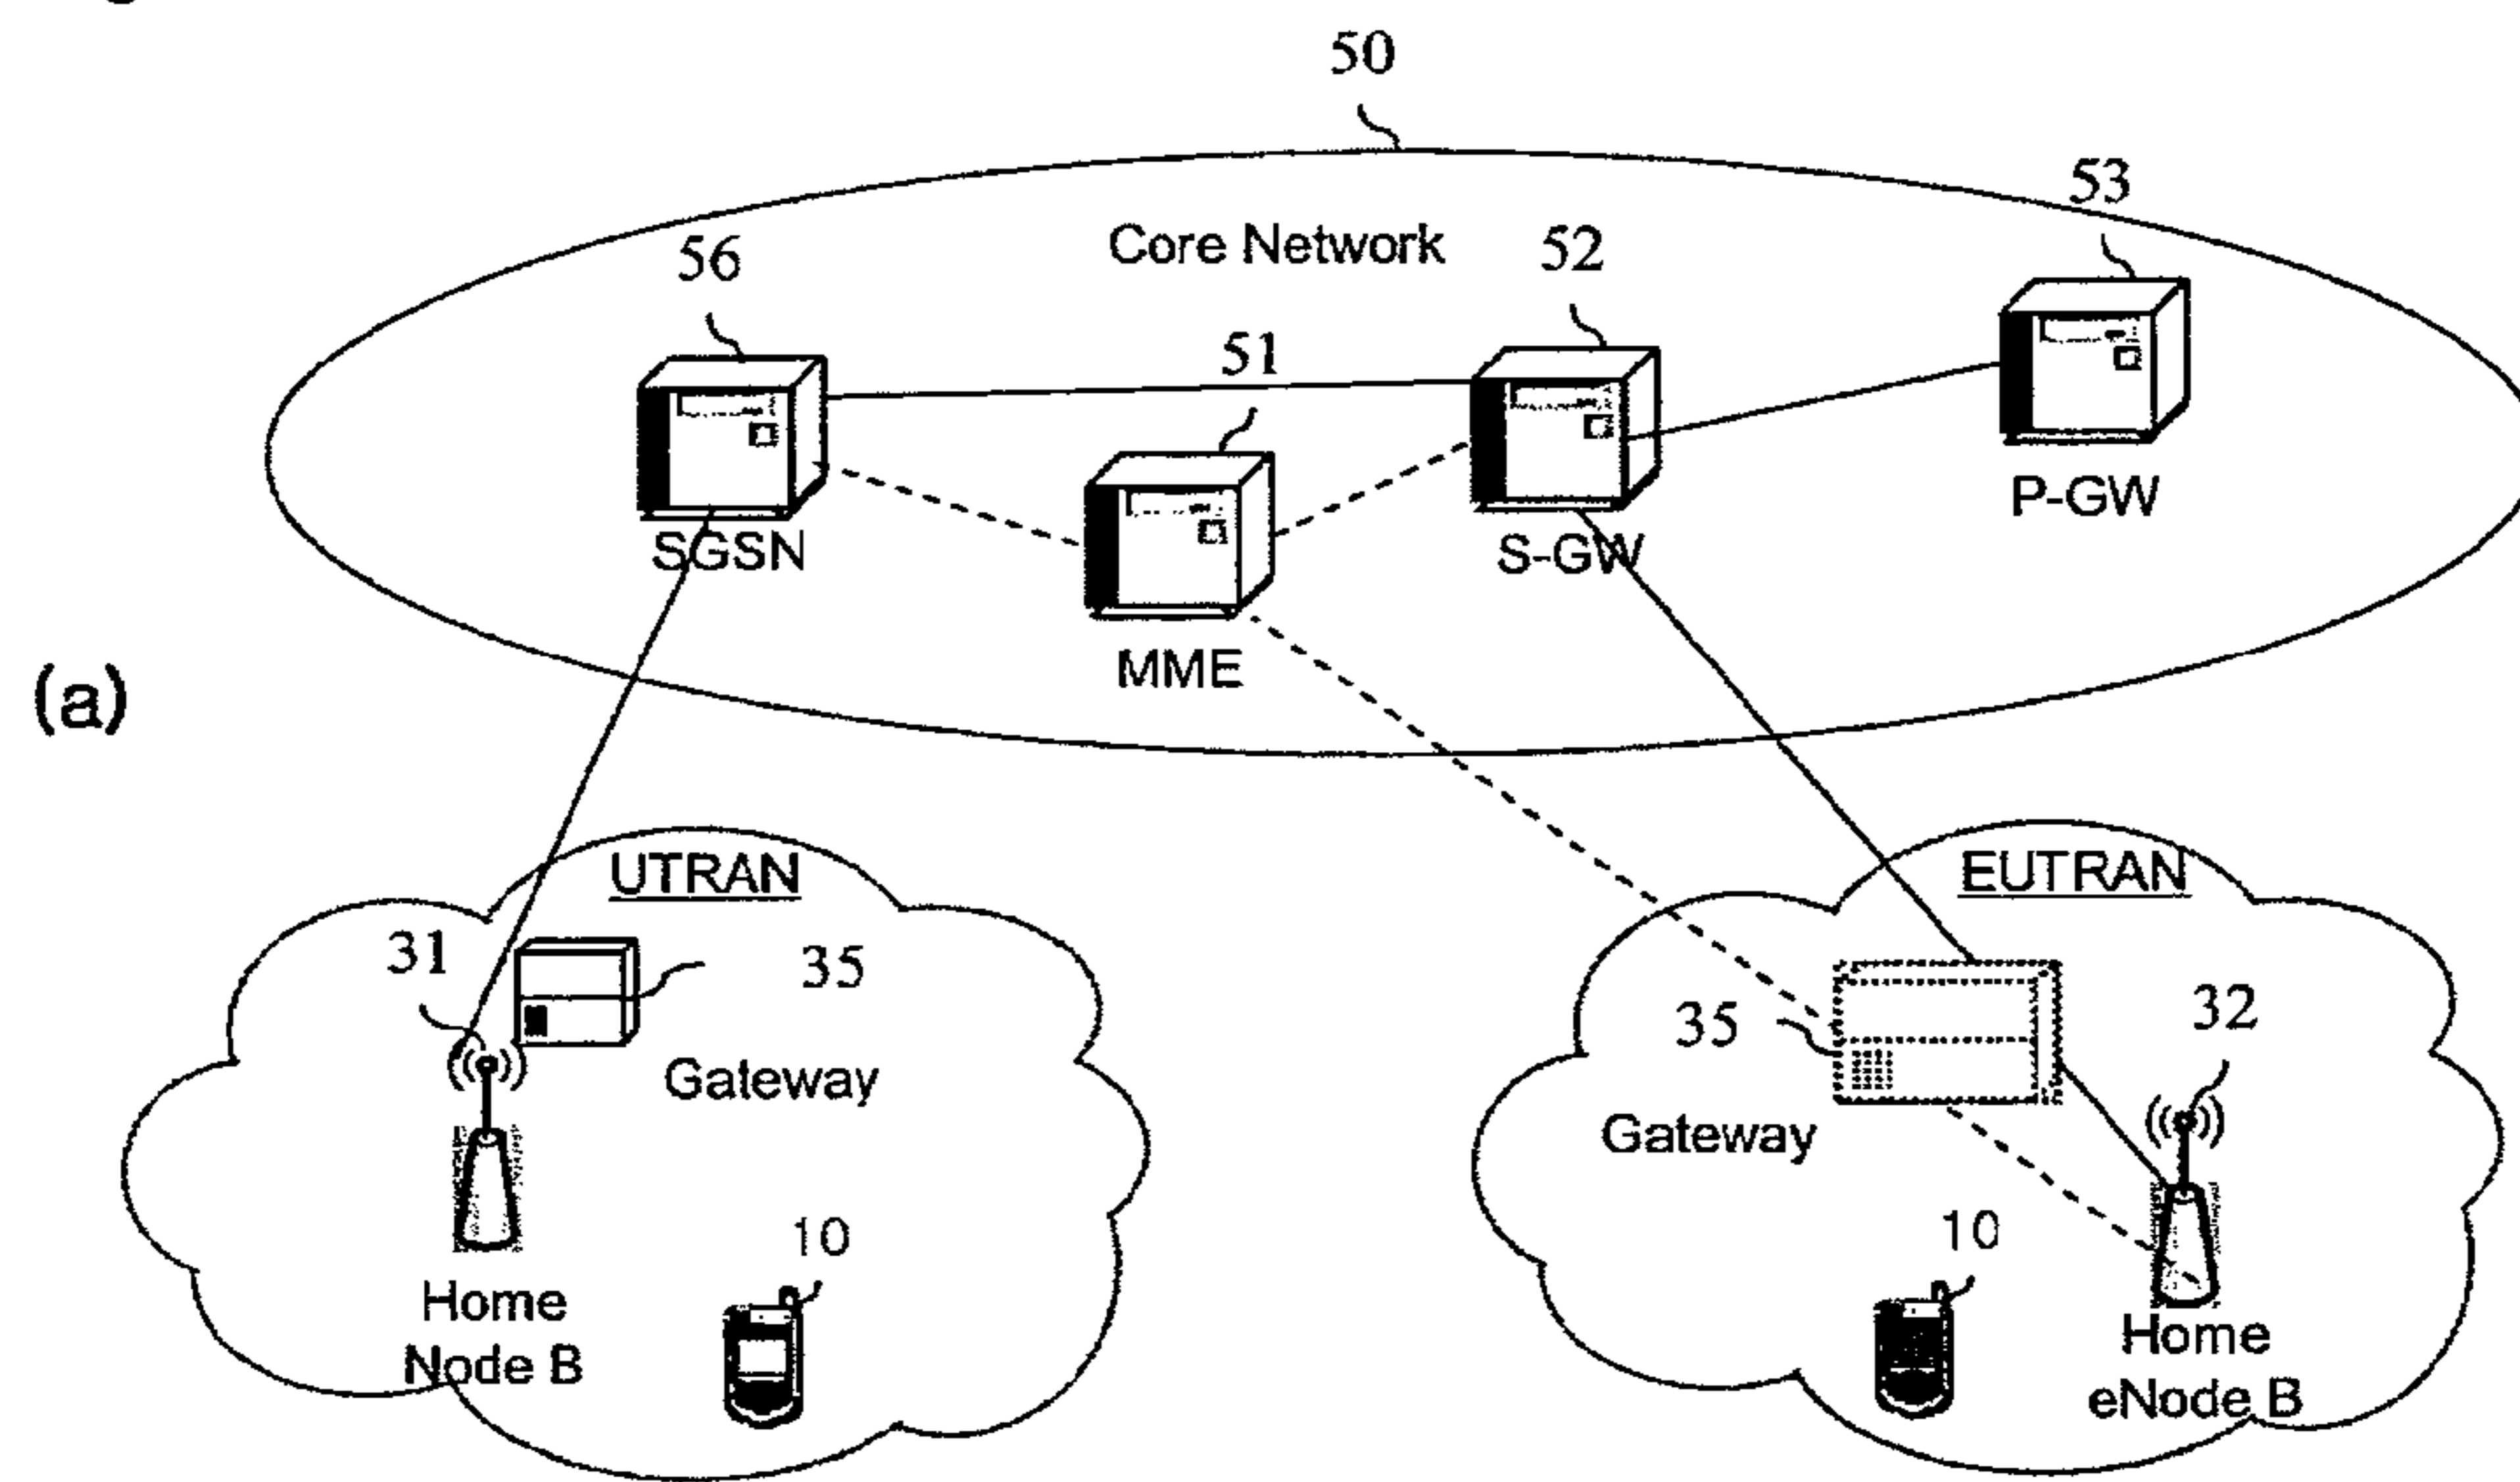 50
53
Core Network
56
52
51
SGSN
S-GW
P-GW
MME
(a)
UTRAN
EUTRAN
31
35
35
32
Gateway
Gateway
10
10
Home
Node B
Home
eNode B